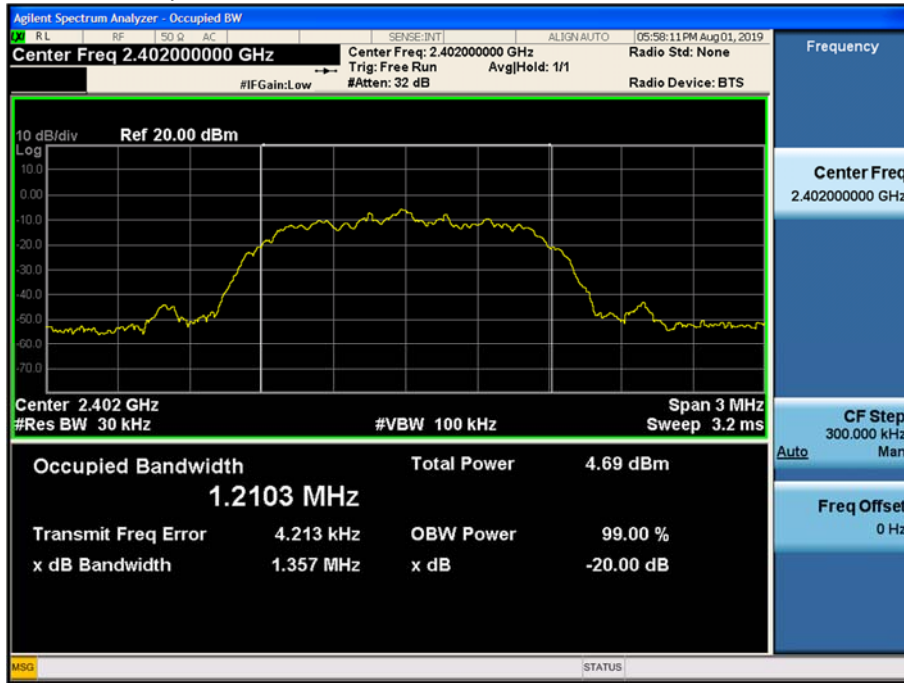 Agilent Spectrum Analyzer - Occupied BW
LXI RL RF 50 Ω AC SENSE:INT ALIGN AUTO 05:58:11 PM Aug 01, 2019
Center Freq 2.402000000 GHz
Center Freq: 2.402000000 GHz Radio Std: None
Trig: Free Run Avg|Hold: 1/1
#IFGain:Low #Atten: 32 dB Radio Device: BTS
10 dB/div Ref 20.00 dBm
Log
10.0
0.00
-10.0
-20.0
-30.0
-40.0
-50.0
-60.0
-70.0
Center 2.402 GHz Span 3 MHz
#Res BW 30 kHz #VBW 100 kHz Sweep 3.2 ms
Occupied Bandwidth Total Power 4.69 dBm
1.2103 MHz
Transmit Freq Error 4.213 kHz OBW Power 99.00 %
x dB Bandwidth 1.357 MHz x dB -20.00 dB
MSG STATUS
Frequency
Center Freq
2.402000000 GHz
CF Step
300.000 kHz
Auto Man
Freq Offset
0 Hz